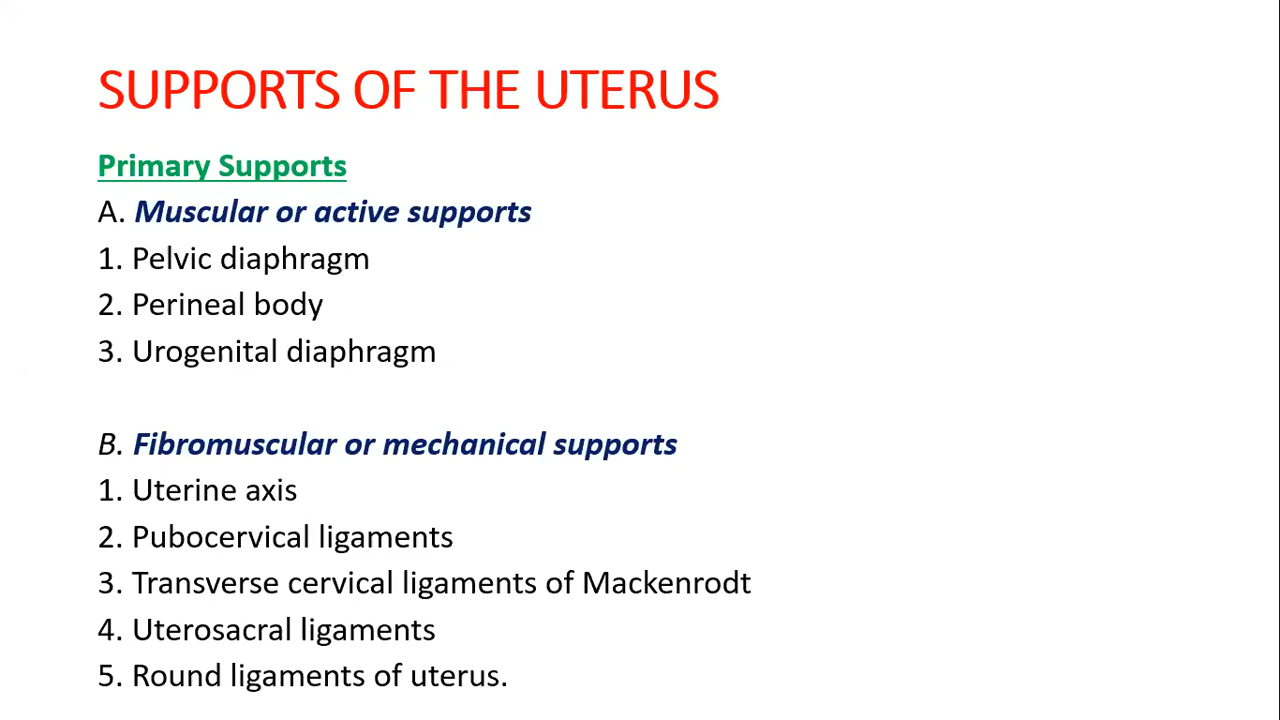 SUPPORTS OF THE UTERUS
Primary Supports
A. Muscular or active supports
1. Pelvic diaphragm
2. Perineal body
3. Urogenital diaphragm
B. Fibromuscular or mechanical supports
1. Uterine axis
2. Pubocervical ligaments
3. Transverse cervical ligaments of Mackenrodt
4. Uterosacral ligaments
5. Round ligaments of uterus.